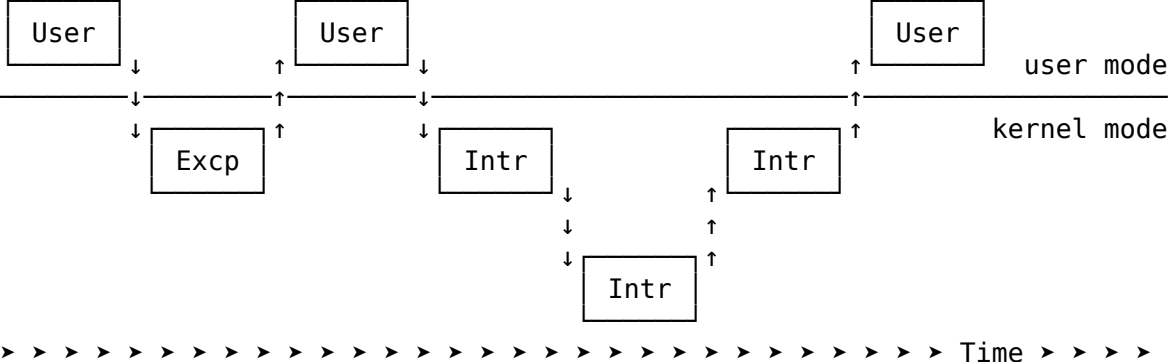 User User User
user mode
kernel mode
Excp Intr Intr
Intr
Time